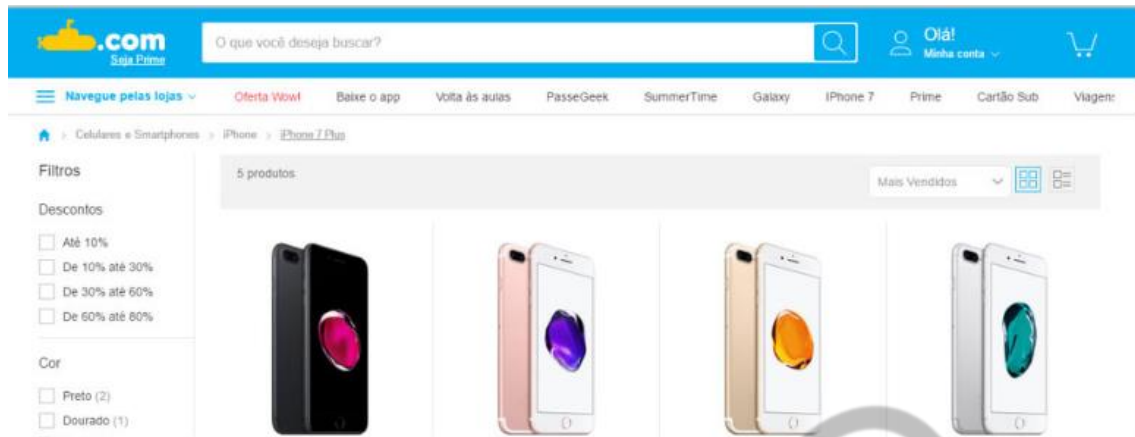 .com
Seja Prime
O que você deseja buscar?
Olá!
Minha conta
Navegue pelas lojas
Oferta Wow!
Baixe o app
Volta às aulas
PasseGeek
SummerTime
Galaxy
IPhone 7
Prime
Cartão Sub
Viagens
Celulares e Smartphones > iPhone > iPhone 7 Plus
Filtros
5 produtos
Mais Vendidos
Descontos
Até 10%
De 10% até 30%
De 30% até 60%
De 60% até 80%
Cor
Preto (2)
Dourado (1)